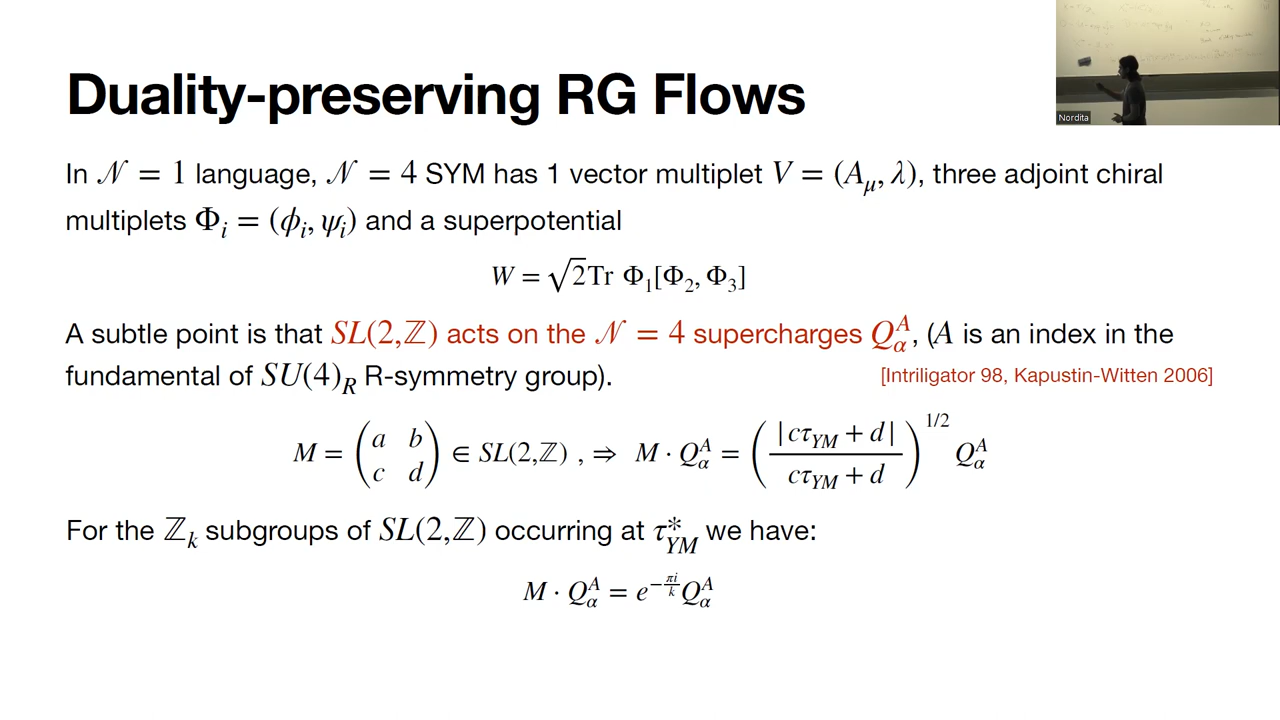 Duality-preserving RG Flows
Nordita
In 𝒩 = 1 language, 𝒩 = 4 SYM has 1 vector multiplet V = (A_μ, λ), three adjoint chiral
multiplets Φ_i = (ϕ_i, ψ_i) and a superpotential
W = √2Tr Φ_1[Φ_2, Φ_3]
A subtle point is that SL(2,ℤ) acts on the 𝒩 = 4 supercharges Q_α^A, (A is an index in the
fundamental of SU(4)_R R-symmetry group).
[Intriligator 98, Kapustin-Witten 2006]
M = (a b; c d) ∈ SL(2,ℤ) , ⇒ M · Q_α^A = (|cτ_YM + d| / cτ_YM + d)^{1/2} Q_α^A
For the ℤ_k subgroups of SL(2,ℤ) occurring at τ*_YM we have:
M · Q_α^A = e^{-πi/k} Q_α^A